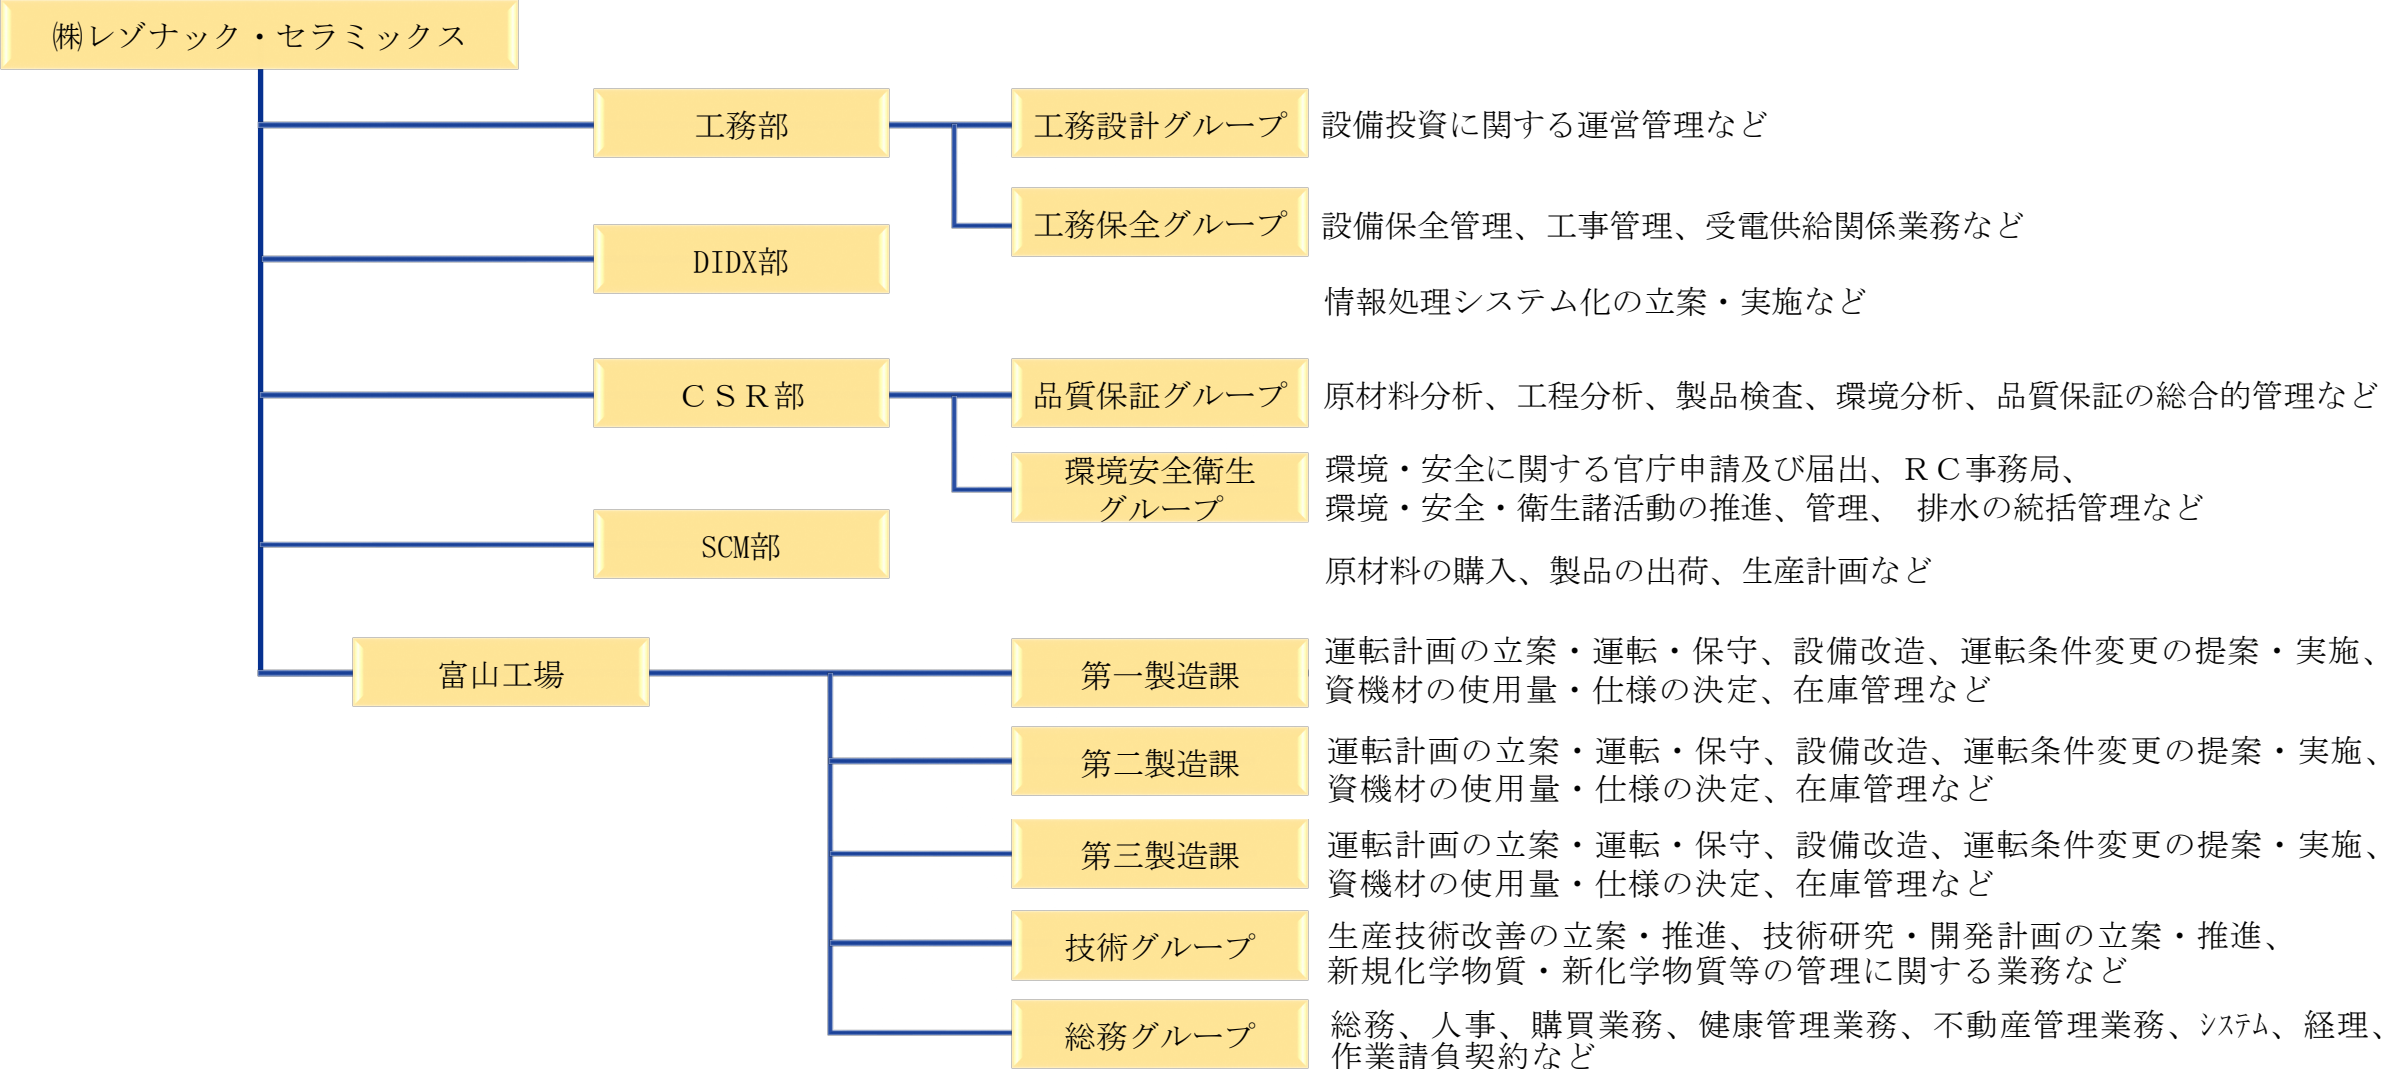 ㈱レゾナック・セラミックス
工務部
工務設計グループ
設備投資に関する運営管理など
工務保全グループ
設備保全管理、工事管理、受電供給関係業務など
DIDX部
情報処理システム化の立案・実施など
ＣＳＲ部
品質保証グループ
原材料分析、工程分析、製品検査、環境分析、品質保証の総合的管理など
環境安全衛生
グループ
環境・安全に関する官庁申請及び届出、ＲＣ事務局、
環境・安全・衛生諸活動の推進、管理、 排水の統括管理など
SCM部
原材料の購入、製品の出荷、生産計画など
富山工場
第一製造課
運転計画の立案・運転・保守、設備改造、運転条件変更の提案・実施、
資機材の使用量・仕様の決定、在庫管理など
第二製造課
運転計画の立案・運転・保守、設備改造、運転条件変更の提案・実施、
資機材の使用量・仕様の決定、在庫管理など
第三製造課
運転計画の立案・運転・保守、設備改造、運転条件変更の提案・実施、
資機材の使用量・仕様の決定、在庫管理など
技術グループ
生産技術改善の立案・推進、技術研究・開発計画の立案・推進、
新規化学物質・新化学物質等の管理に関する業務など
総務グループ
総務、人事、購買業務、健康管理業務、不動産管理業務、ｼｽﾃﾑ、経理、
作業請負契約など